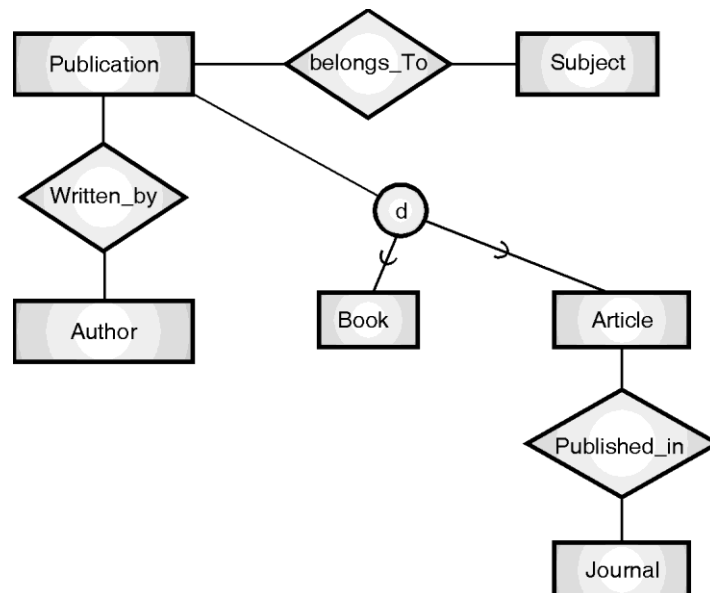 Publication
belongs_To
Subject
Written_by
d
Author
Book
Article
Published_in
Journal